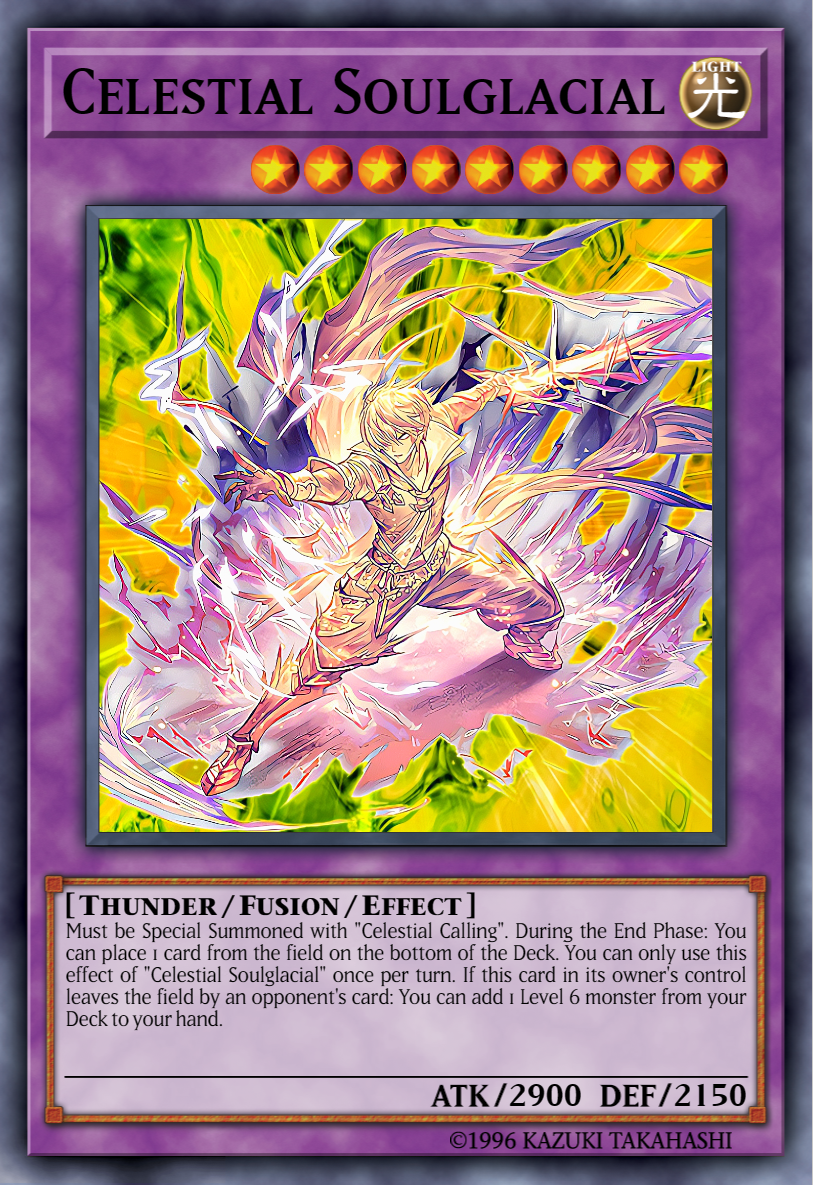 Celestial Soulglacial
LIGHT
光
[Thunder/Fusion/Effect]
Must be Special Summoned with "Celestial Calling". During the End Phase: You
can place 1 card from the field on the bottom of the Deck. You can only use this
effect of "Celestial Soulglacial" once per turn. If this card in its owner's control
leaves the field by an opponent's card: You can add 1 Level 6 monster from your
Deck to your hand.
ATK/2900 DEF/2150
©1996 KAZUKI TAKAHASHI